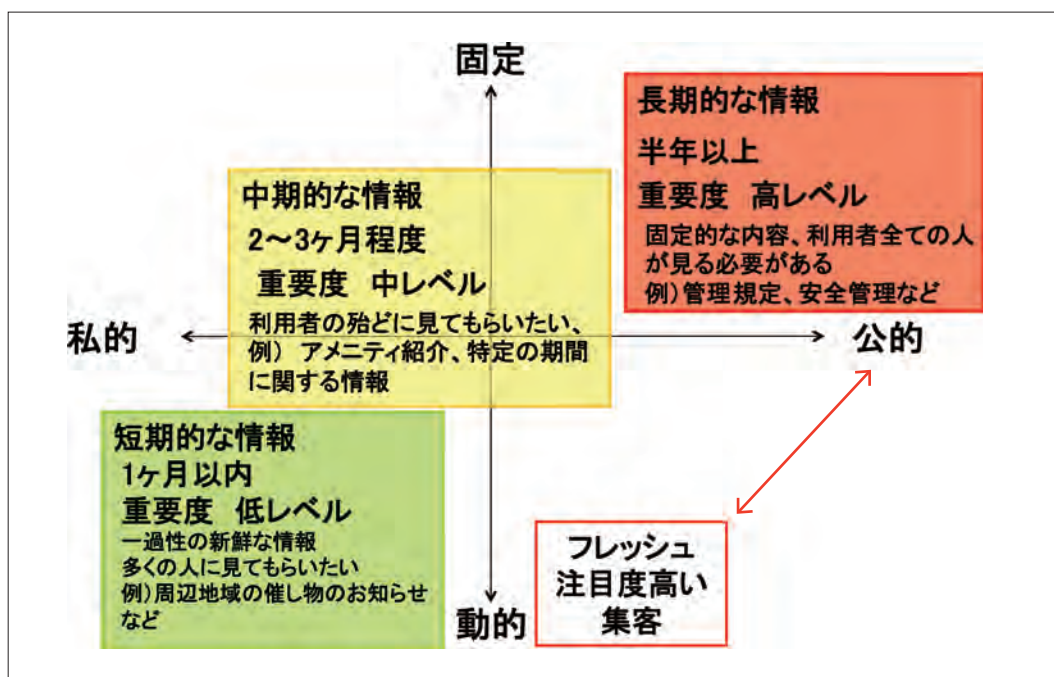 固定
長期的な情報
半年以上
重要度 高レベル
固定的な内容、利用者全ての人
が見る必要がある
例)管理規定、安全管理など
中期的な情報
2～3ヶ月程度
重要度 中レベル
利用者の殆どに見てもらいたい、
例) アメニティ紹介、特定の期間
に関する情報
私的
公的
短期的な情報
1ヶ月以内
重要度 低レベル
一過性の新鮮な情報
多くの人に見てもらいたい
例)周辺地域の催し物のお知らせ
など
動的
フレッシュ
注目度高い
集客